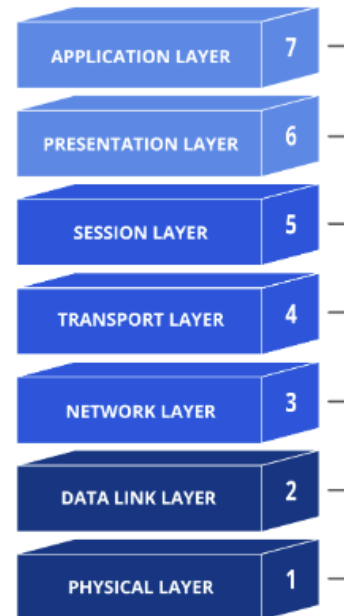 APPLICATION LAYER 7
PRESENTATION LAYER 6
SESSION LAYER 5
TRANSPORT LAYER 4
NETWORK LAYER 3
DATA LINK LAYER 2
PHYSICAL LAYER 1